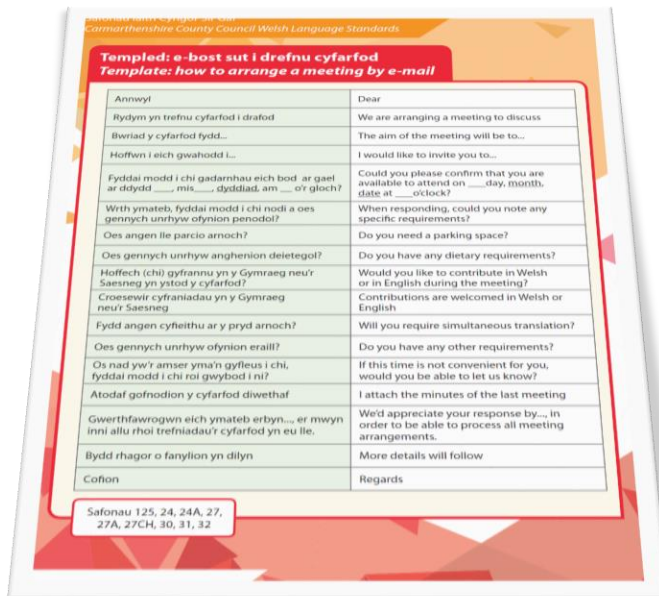 Safonau Iaith Cyngor Sir Gâr
Carmarthenshire County Council Welsh Language Standards
Templed: e-bost sut i drefnu cyfarfod
Template: how to arrange a meeting by e-mail
Annwyl
Dear
Rydym yn trefnu cyfarfod i drafod
We are arranging a meeting to discuss
Bwriad y cyfarfod fydd...
The aim of the meeting will be to...
Hoffwn i eich gwahodd i...
I would like to invite you to...
Fyddai modd i chi gadarnhau eich bod ar gael
ar ddydd ___, mis___, dyddiad, am __ o'r gloch?
Could you please confirm that you are
available to attend on ___day, month,
date at ___o'clock?
Wrth ymateb, fyddai modd i chi nodi a oes
gennych unrhyw ofynion penodol?
When responding, could you note any
specific requirements?
Oes angen lle parcio arnoch?
Do you need a parking space?
Oes gennych unrhyw anghenion deietegol?
Do you have any dietary requirements?
Hoffech (chi) gyfrannu yn y Gymraeg neu'r
Saesneg yn ystod y cyfarfod?
Would you like to contribute in Welsh
or in English during the meeting?
Croesewir cyfraniadau yn y Gymraeg
neu'r Saesneg
Contributions are welcomed in Welsh or
English
Fydd angen cyfieithu ar y pryd arnoch?
Will you require simultaneous translation?
Oes gennych unrhyw ofynion eraill?
Do you have any other requirements?
Os nad yw'r amser yma'n gyfleus i chi,
fyddai modd i chi roi gwybod i ni?
If this time is not convenient for you,
would you be able to let us know?
Atodaf gofnodion y cyfarfod diwethaf
I attach the minutes of the last meeting
Gwerthfawrogwn eich ymateb erbyn..., er mwyn
inni allu rhoi trefniadau'r cyfarfod yn eu lle.
We'd appreciate your response by..., in
order to be able to process all meeting
arrangements.
Bydd rhagor o fanylion yn dilyn
More details will follow
Cofion
Regards
Safonau 125, 24, 24A, 27,
27A, 27CH, 30, 31, 32